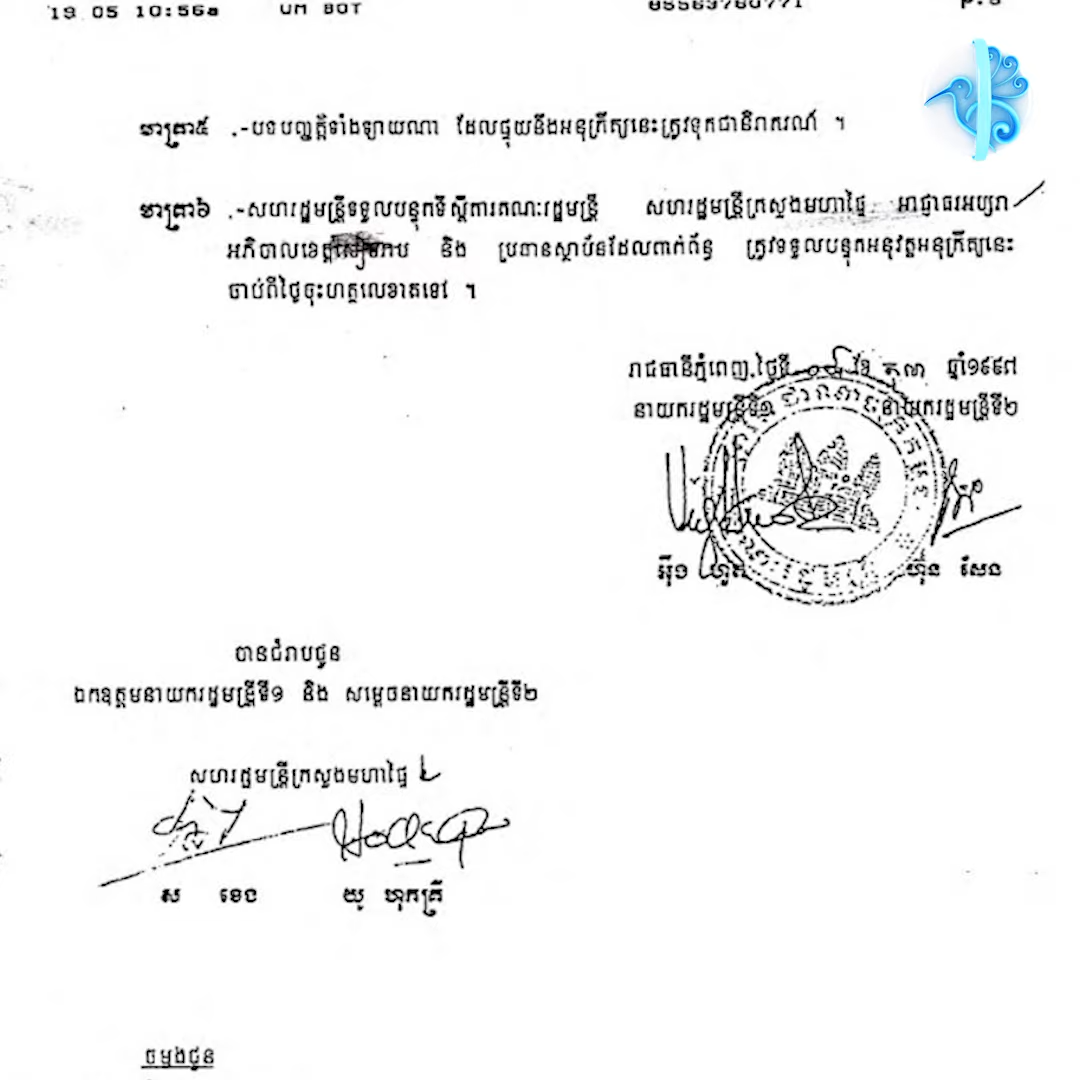 19 05 10:56a UM BOT p.3
មាត្រា៥ .-បទបញ្ញត្តិទាំងឡាយណា ដែលផ្ទុយនឹងអនុក្រឹត្យនេះត្រូវទុកជានិរាករណ៍ ។
មាត្រា៦ .-សហរដ្ឋមន្ត្រីទទួលបន្ទុកទីស្តីការគណៈរដ្ឋមន្ត្រី សហរដ្ឋមន្ត្រីក្រសួងមហាផ្ទៃ អាជ្ញាធរអប្សរា
អភិបាលខេត្តសៀមរាប និង ប្រធានស្ថាប័នដែលពាក់ព័ន្ធ ត្រូវទទួលបន្ទុកអនុវត្តអនុក្រឹត្យនេះ
ចាប់ពីថ្ងៃចុះហត្ថលេខាតទៅ ។
រាជធានីភ្នំពេញ.ថ្ងៃទី ខែ តុលា ឆ្នាំ១៩៩៧
នាយករដ្ឋមន្ត្រីទី១ នាយករដ្ឋមន្ត្រីទី២
អ៊ឹង ហួត ហ៊ុន សែន
បានជំរាបជូន
ឯកឧត្តមនាយករដ្ឋមន្ត្រីទី១ និង សម្តេចនាយករដ្ឋមន្ត្រីទី២
សហរដ្ឋមន្ត្រីក្រសួងមហាផ្ទៃ
ស ខេង យូ ហុកគ្រី
ចម្លងជូន